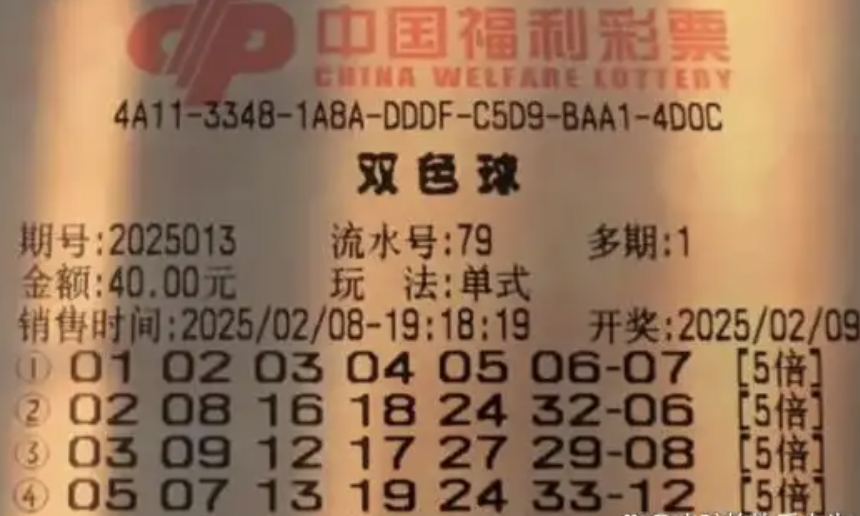 中国福利彩票
CHINA WELFARE LOTTERY
4A11-3348-1A8A-DDDF-C5D9-BAA1-4D0C
双色球
期号:2025013 流水号:79 多期:1
金额:40.00元 玩 法:单式
销售时间:2025/02/08-19:18:19 开奖:2025/02/09
① 01 02 03 04 05 06-07 [5倍]
② 02 08 16 18 24 32-06 [5倍]
③ 03 09 12 17 27 29-08 [5倍]
④ 05 07 13 19 24 33-12 [5倍]